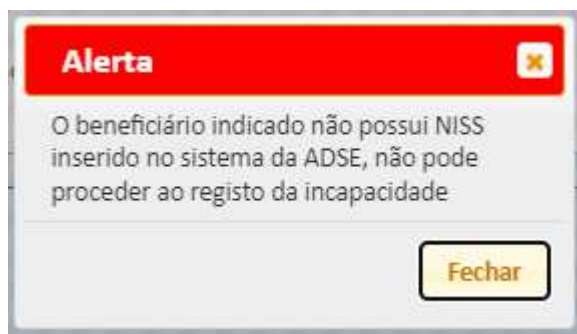 Alerta
O beneficiário indicado não possui NISS
inserido no sistema da ADSE, não pode
proceder ao registo da incapacidade
Fechar